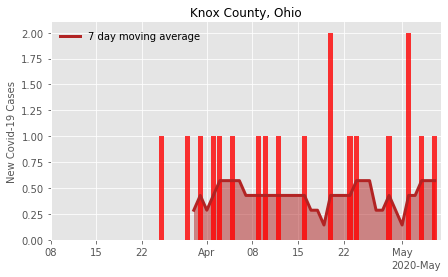 Knox County, Ohio
7 day moving average
New Covid-19 Cases
2.00
1.75
1.50
1.25
1.00
0.75
0.50
0.25
0.00
08 15 22 Apr 08 15 22 May
2020-May